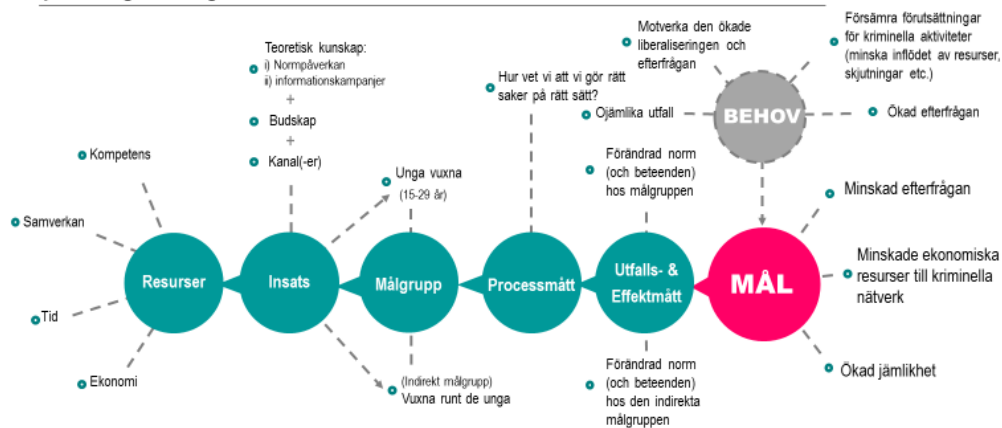 Teoretisk kunskap:
i) Normpåverkan
ii) informationskampanjer
+
Budskap
+
Kanal(-er)
Kompetens
Samverkan
Tid
Ekonomi
Resurser
Insats
Unga vuxna
(15-29 år)
Målgrupp
(Indirekt målgrupp)
Vuxna runt de unga
Hur vet vi att vi gör rätt
saker på rätt sätt?
Processmått
Förändrad norm
(och beteenden)
hos målgruppen
Utfalls- &
Effektmått
Förändrad norm
(och beteenden)
hos den indirekta
målgruppen
Motverka den ökade
liberaliseringen och
efterfrågan
Ojämlika utfall
BEHOV
Försämra förutsättningar
för kriminella aktiviteter
(minska inflödet av resurser,
skjutningar etc.)
Ökad efterfrågan
MÅL
Minskad efterfrågan
Minskade ekonomiska
resurser till kriminella
nätverk
Ökad jämlikhet